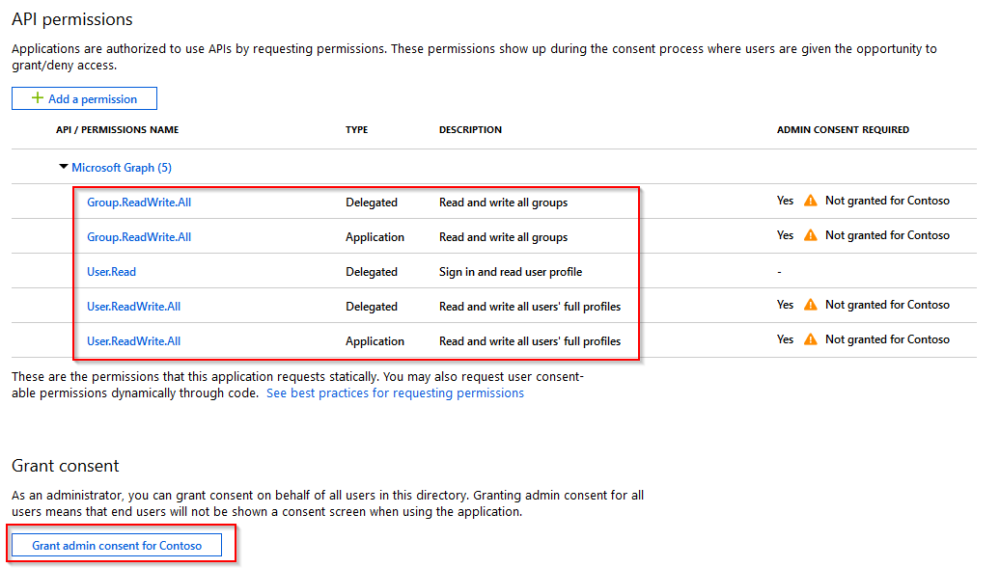 API permissions
Applications are authorized to use APIs by requesting permissions. These permissions show up during the consent process where users are given the opportunity to
grant/deny access.
Add a permission
API / PERMISSIONS NAME TYPE DESCRIPTION ADMIN CONSENT REQUIRED
Microsoft Graph (5)
Group.ReadWrite.All Delegated Read and write all groups Yes Not granted for Contoso
Group.ReadWrite.All Application Read and write all groups Yes Not granted for Contoso
User.Read Delegated Sign in and read user profile -
User.ReadWrite.All Delegated Read and write all users' full profiles Yes Not granted for Contoso
User.ReadWrite.All Application Read and write all users' full profiles Yes Not granted for Contoso
These are the permissions that this application requests statically. You may also request user consent-
able permissions dynamically through code. See best practices for requesting permissions
Grant consent
As an administrator, you can grant consent on behalf of all users in this directory. Granting admin consent for all
users means that end users will not be shown a consent screen when using the application.
Grant admin consent for Contoso